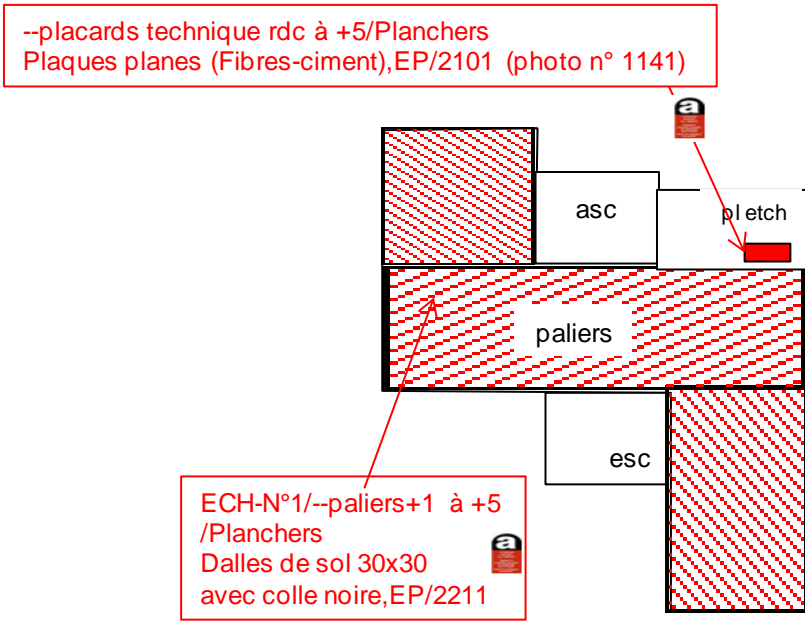 --placards technique rdc à +5/Planchers
Plaques planes (Fibres-ciment),EP/2101 (photo n° 1141)
a
asc
pl etch
paliers
esc
ECH-N°1/--paliers+1 à +5
/Planchers
Dalles de sol 30x30
avec colle noire,EP/2211
a